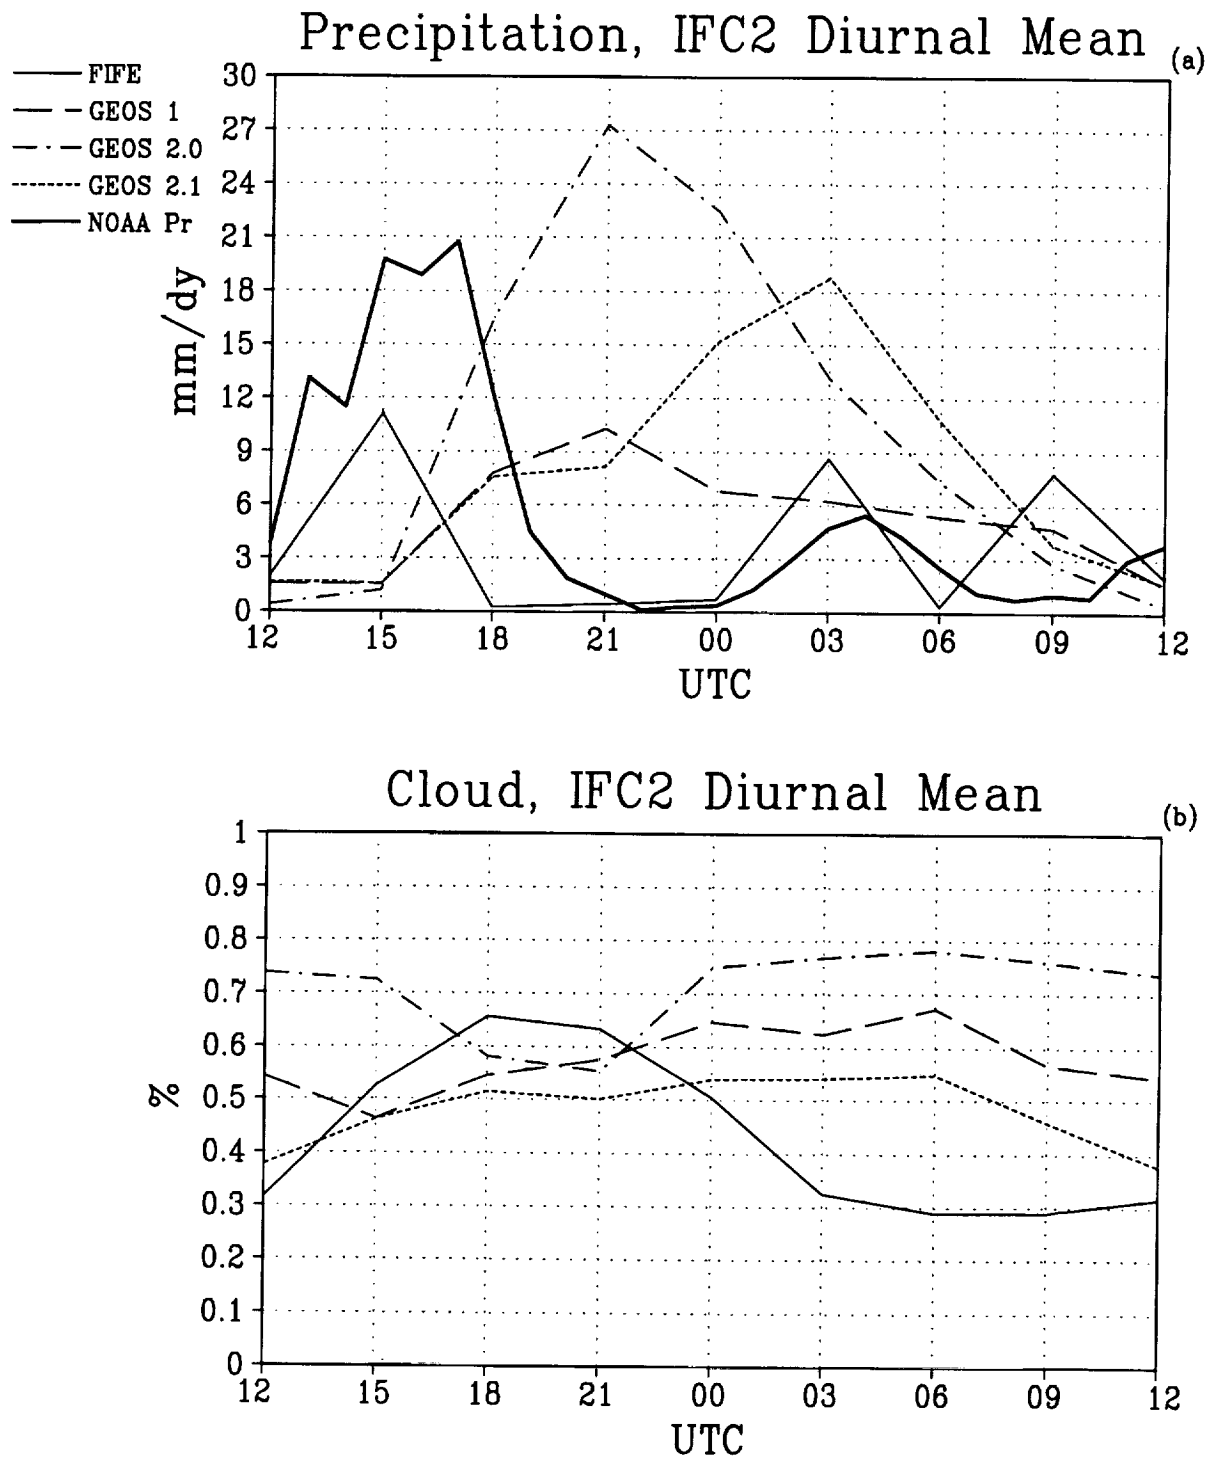 Precipitation, IFC2 Diurnal Mean (a)
FIFE
GEOS 1
GEOS 2.0
GEOS 2.1
NOAA Pr
30
27
24
21
18
15
12
9
6
3
0
mm/dy
12 15 18 21 00 03 06 09 12
UTC
Cloud, IFC2 Diurnal Mean (b)
1
0.9
0.8
0.7
0.6
0.5
0.4
0.3
0.2
0.1
0
%
12 15 18 21 00 03 06 09 12
UTC